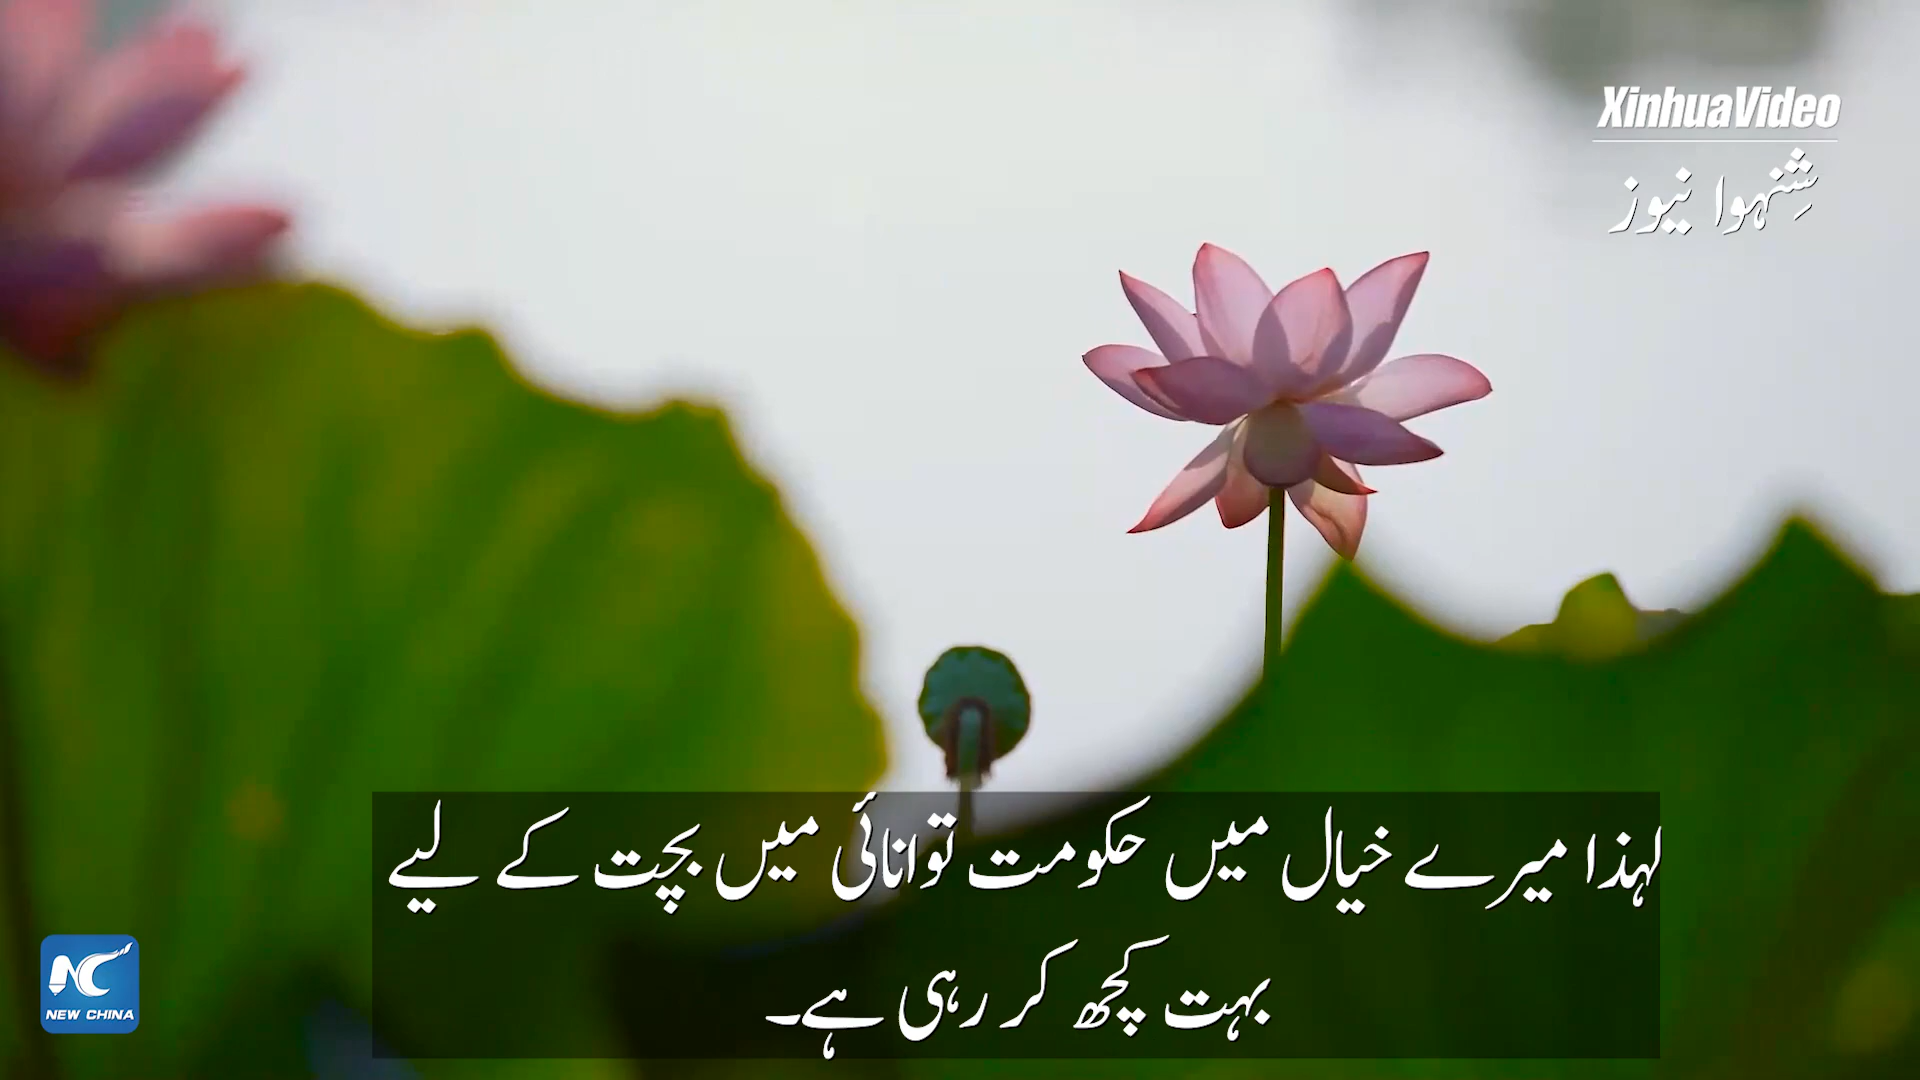 XinhuaVideo
شِنہوا نیوز
لہذا میرے خیال میں حکومت توانائی میں بچت کے لیے
بہت کچھ کر رہی ہے۔
NEW CHINA